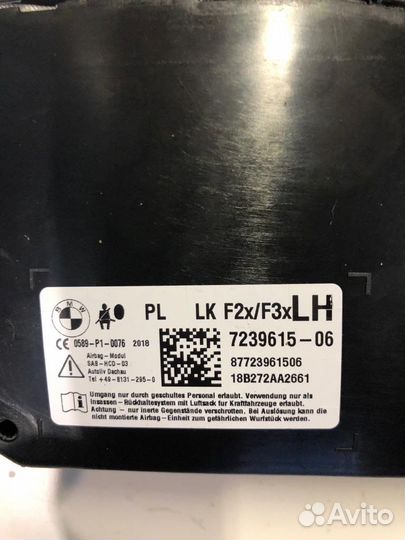 BMW
PL LK F2x/F3x LH
CE 0589-P1-0076 2018
7239615-06
Airbag-Modul
SAB-HCD-03
Autoliv Dachau
Tel +49-8131-295-0
87723961506
18B272AA2661
Umgang nur durch geschultes Personal erlaubt. Verwendung nur als
Insassen-Rückhaltesystem mit Luftsack für Kraftfahrzeuge erlaubt.
Achtung - nur inerte Gegenstände verschrotten. Bei Auslösung kann die
nicht montierte Airbag-Einheit zum gefährlichen Wurfstück werden.
Avito